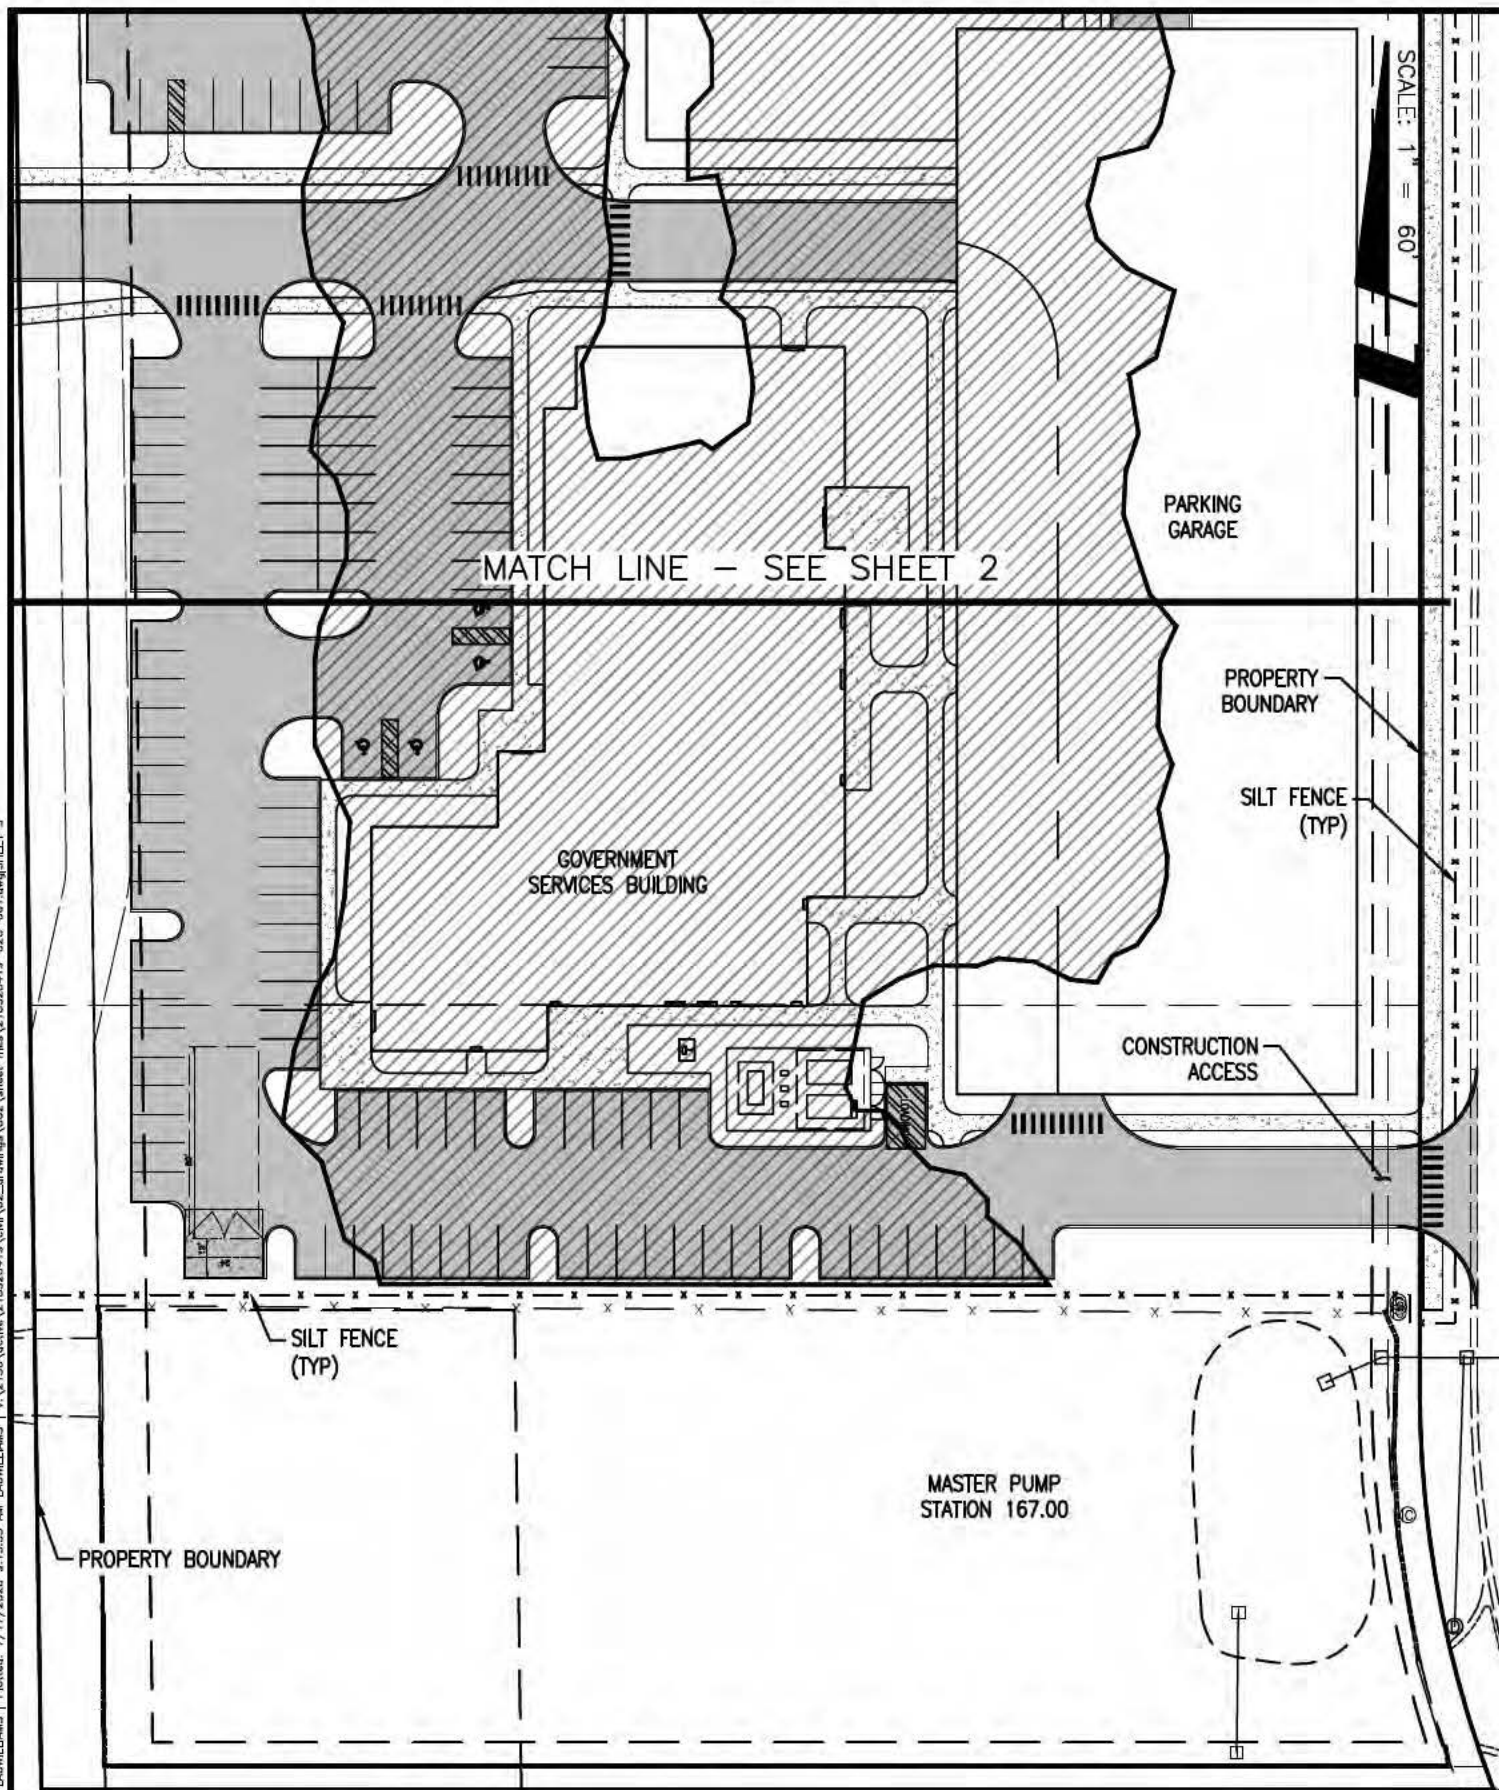 SCALE: 1" = 60'
PARKING
GARAGE
MATCH LINE - SEE SHEET 2
PROPERTY
BOUNDARY
SILT FENCE
(TYP)
GOVERNMENT
SERVICES BUILDING
CONSTRUCTION
ACCESS
SILT FENCE
(TYP)
MASTER PUMP
STATION 167.00
PROPERTY BOUNDARY